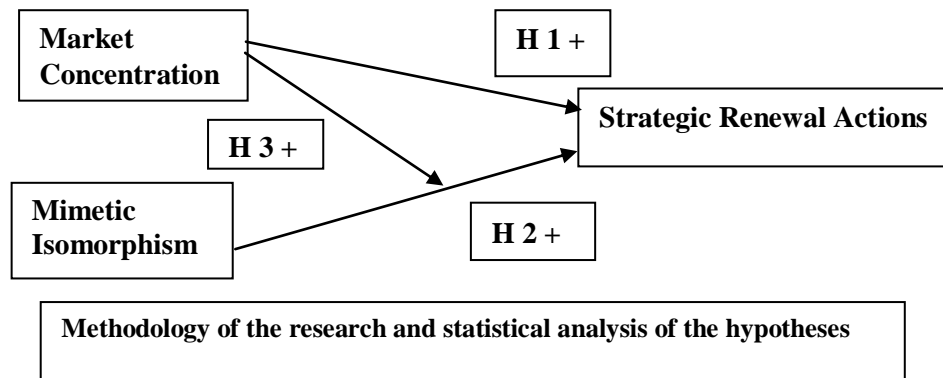 Market
Concentration
H 1 +
Strategic Renewal Actions
H 3 +
Mimetic
Isomorphism
H 2 +
Methodology of the research and statistical analysis of the hypotheses